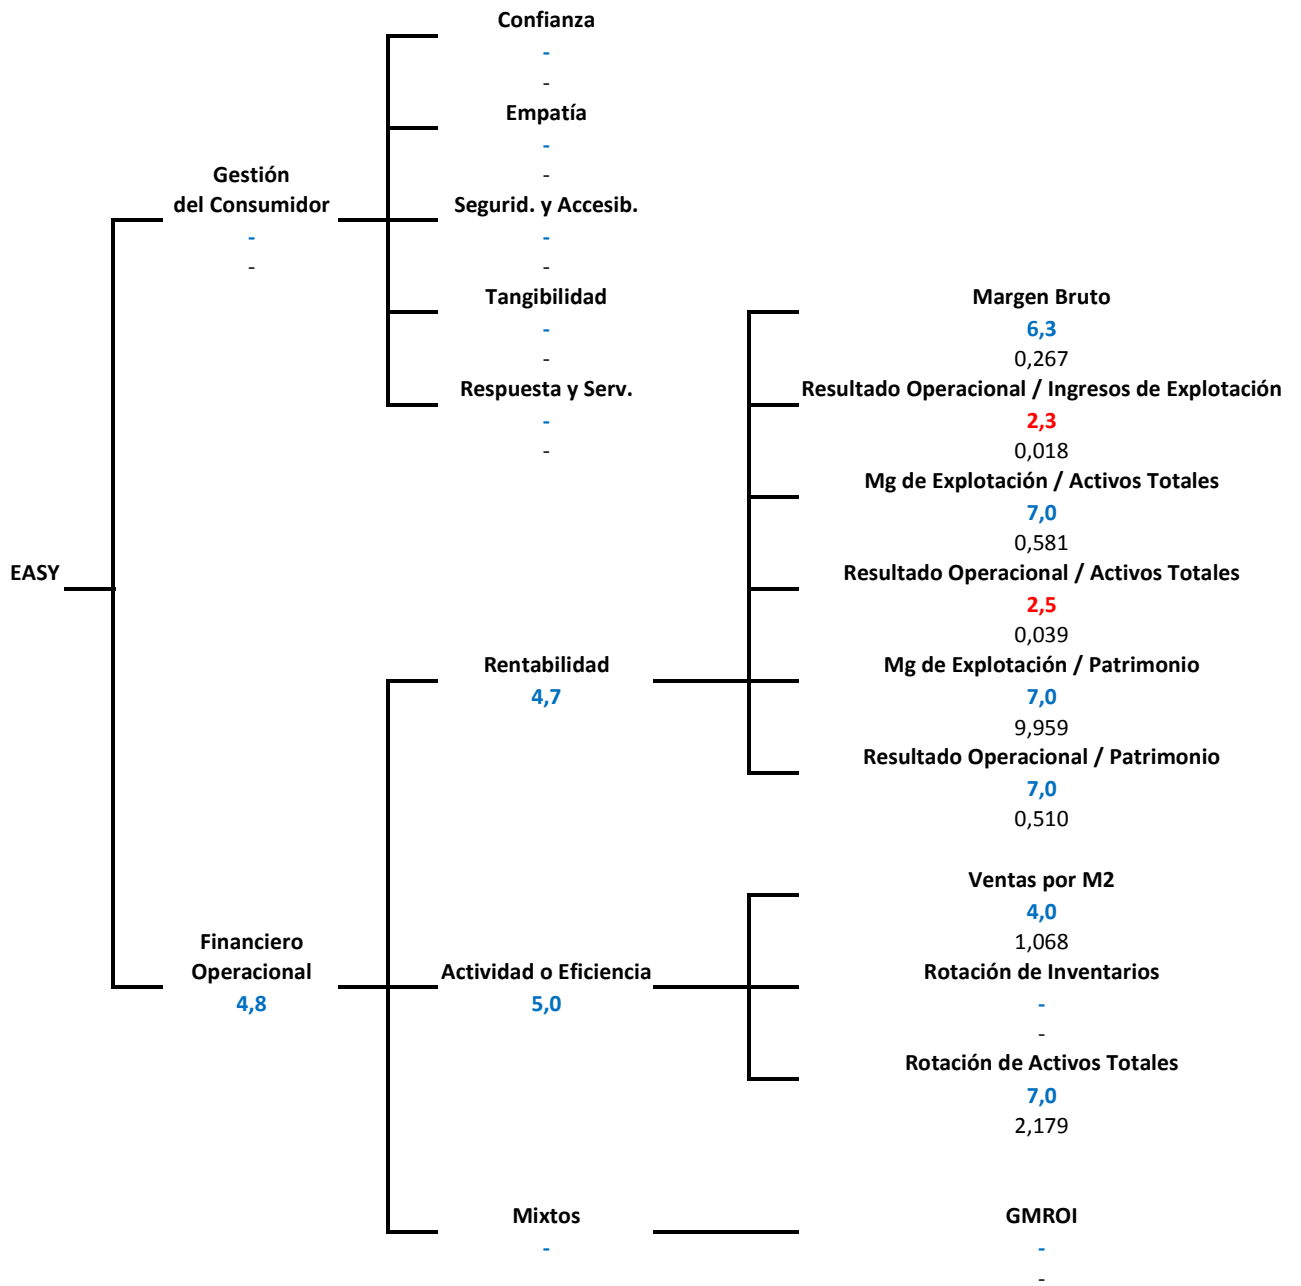 Confianza
-
-
Empatía
-
-
Gestión
del Consumidor
-
-
Segurid. y Accesib.
-
-
Tangibilidad
-
-
Respuesta y Serv.
-
-
Margen Bruto
6,3
0,267
Resultado Operacional / Ingresos de Explotación
2,3
0,018
Mg de Explotación / Activos Totales
7,0
0,581
EASY
Resultado Operacional / Activos Totales
2,5
0,039
Rentabilidad
4,7
Mg de Explotación / Patrimonio
7,0
9,959
Resultado Operacional / Patrimonio
7,0
0,510
Financiero
Operacional
4,8
Actividad o Eficiencia
5,0
Ventas por M2
4,0
1,068
Rotación de Inventarios
-
-
Rotación de Activos Totales
7,0
2,179
Mixtos
-
GMROI
-
-